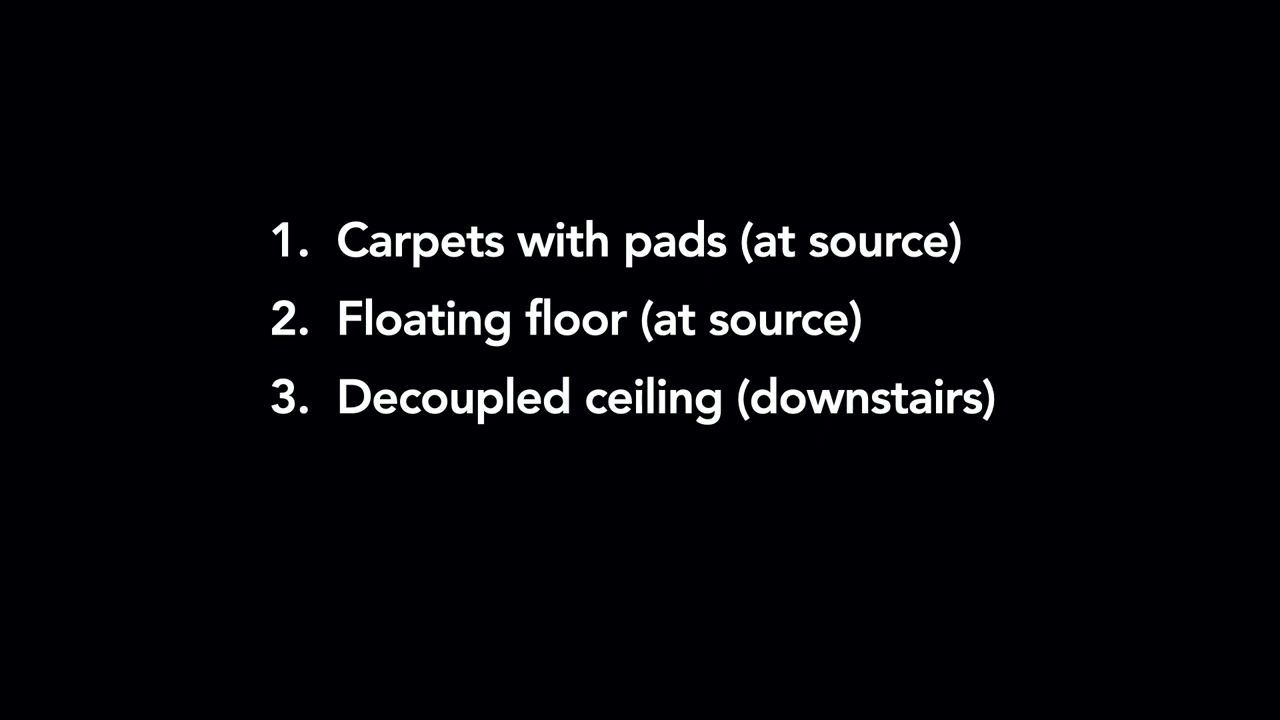 1. Carpets with pads (at source)
2. Floating floor (at source)
3. Decoupled ceiling (downstairs)